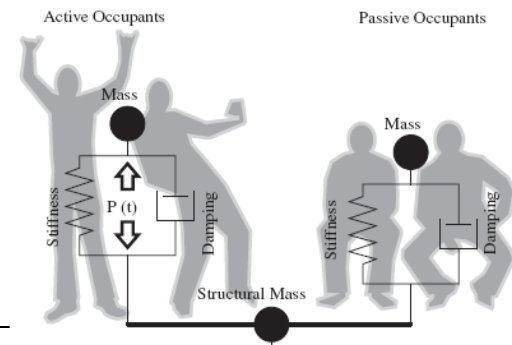 Active Occupants
Passive Occupants
Mass
Mass
Stiffness
P (t)
Damping
Stiffness
Damping
Structural Mass